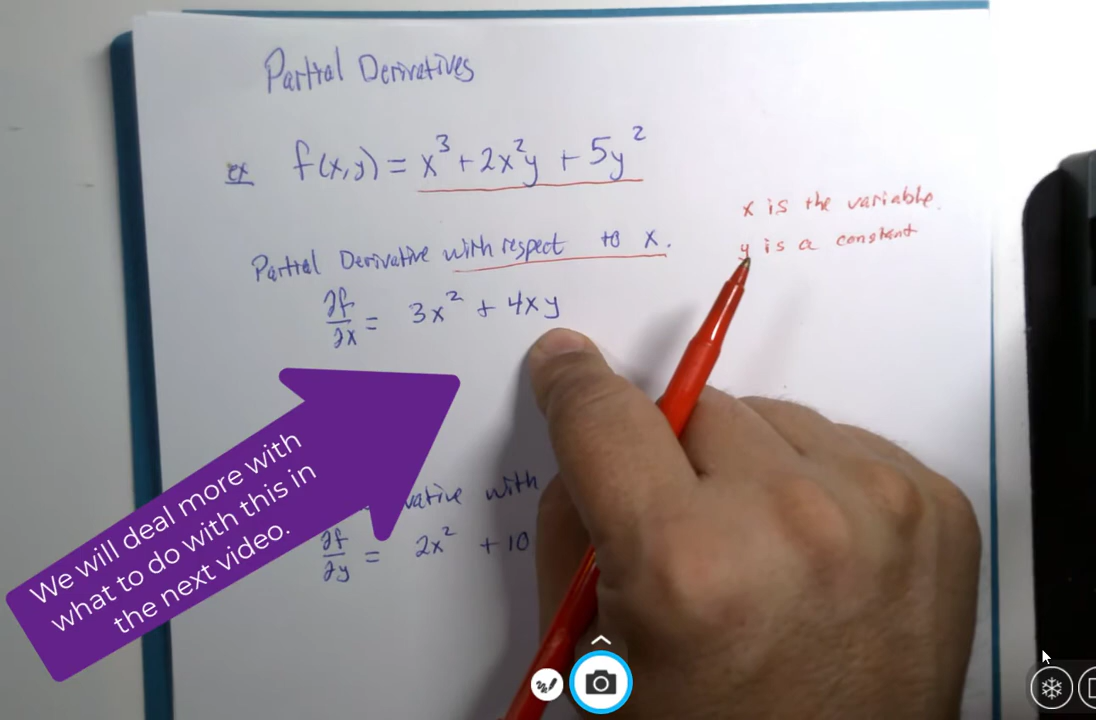 Partial Derivatives
ex f(x,y) = x³ + 2x²y + 5y²
x is the variable.
y is a constant
Partial Derivative with respect to x.
∂f/∂x = 3x² + 4xy
with
∂f/∂y = 2x² + 10
We will deal more with
what to do with this in
the next video.